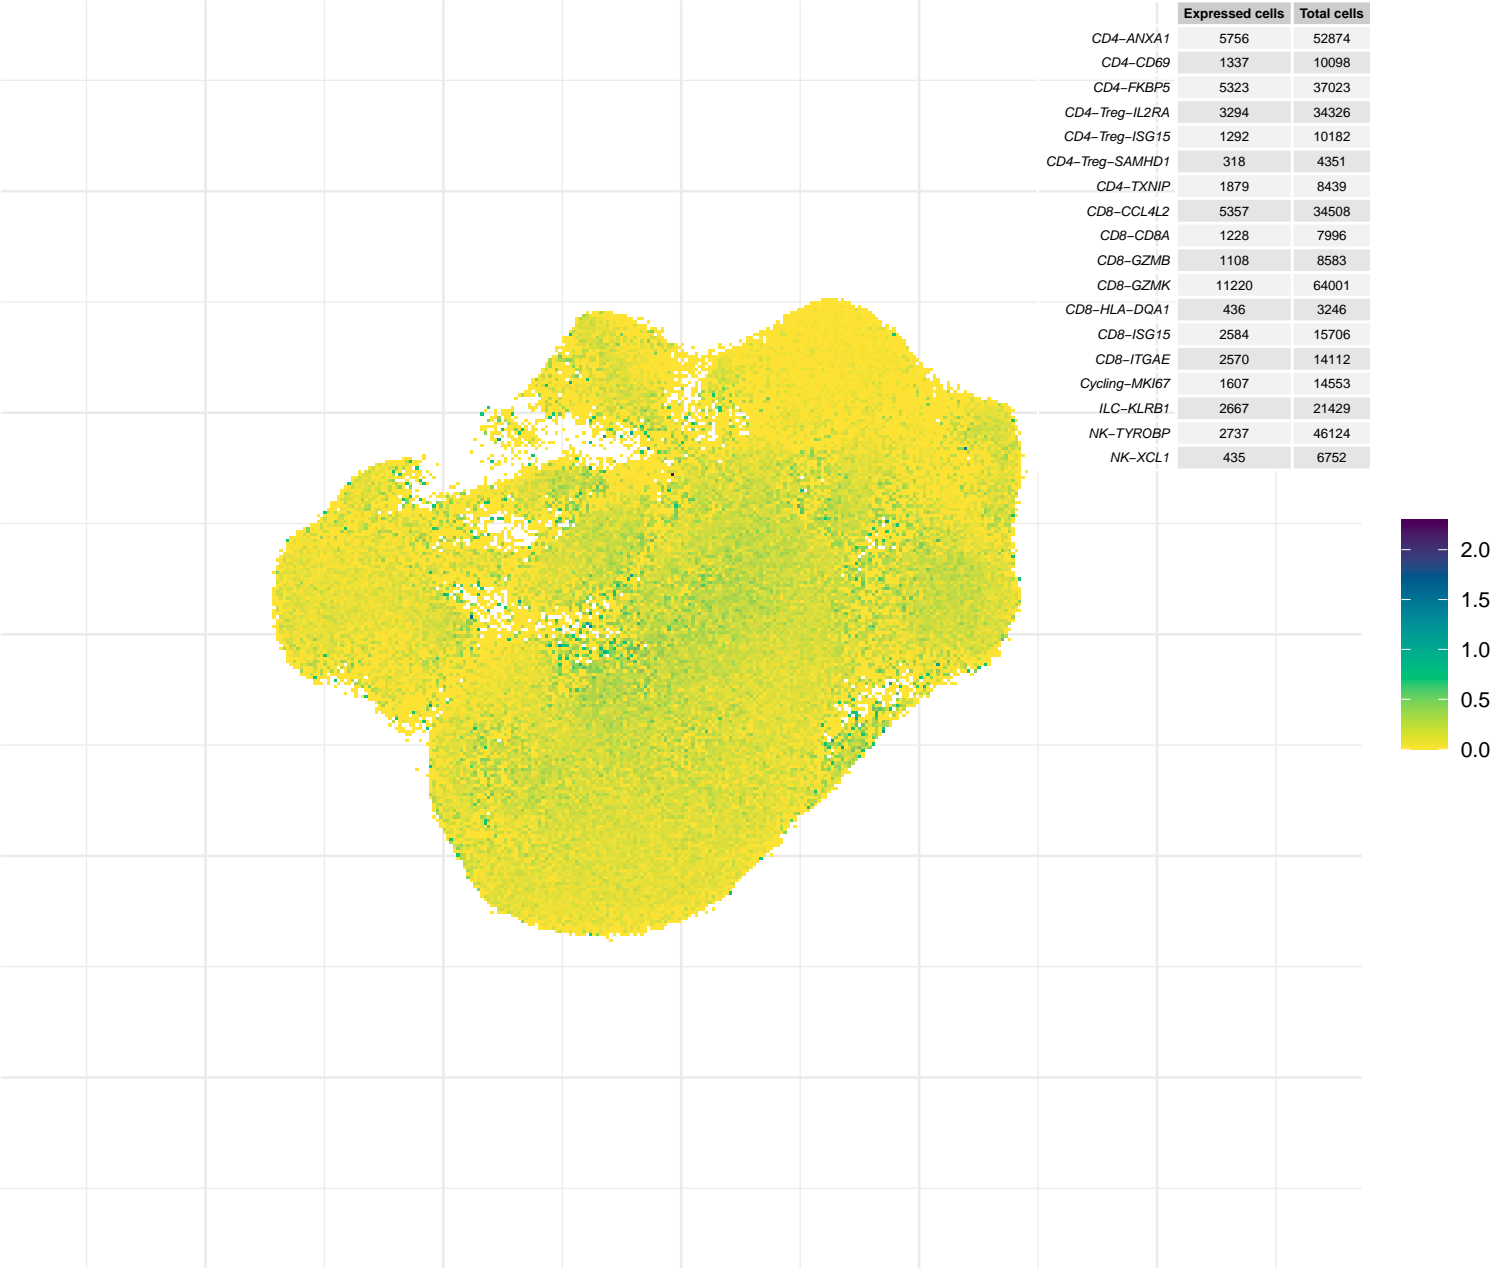 Expressed cells Total cells
CD4−ANXA1 5756 52874
CD4−CD69 1337 10098
CD4−FKBP5 5323 37023
CD4−Treg−IL2RA 3294 34326
CD4−Treg−ISG15 1292 10182
CD4−Treg−SAMHD1 318 4351
CD4−TXNIP 1879 8439
CD8−CCL4L2 5357 34508
CD8−CD8A 1228 7996
CD8−GZMB 1108 8583
CD8−GZMK 11220 64001
CD8−HLA−DQA1 436 3246
CD8−ISG15 2584 15706
CD8−ITGAE 2570 14112
Cycling−MKI67 1607 14553
ILC−KLRB1 2667 21429
NK−TYROBP 2737 46124
NK−XCL1 435 6752
2.0
1.5
1.0
0.5
0.0